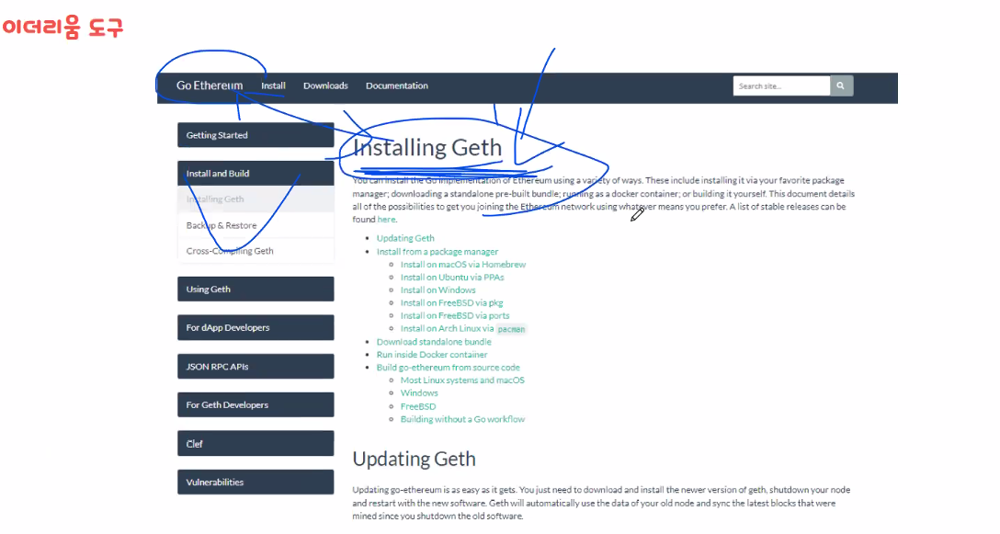 이더리움 도구
Go Ethereum Install Downloads Documentation Search site...
Getting Started
Install and Build
Installing Geth
Backup & Restore
Cross-Compiling Geth
Using Geth
For dApp Developers
JSON RPC APIs
For Geth Developers
Clef
Vulnerabilities
Installing Geth
You can install the Go implementation of Ethereum using a variety of ways. These include installing it via your favorite package
manager; downloading a standalone pre-built bundle; running as a docker container; or building it yourself. This document details
all of the possibilities to get you joining the Ethereum network using whatever means you prefer. A list of stable releases can be
found here.
Updating Geth
Install from a package manager
Install on macOS via Homebrew
Install on Ubuntu via PPAs
Install on Windows
Install on FreeBSD via pkg
Install on FreeBSD via ports
Install on Arch Linux via pacman
Download standalone bundle
Run inside Docker container
Build go-ethereum from source code
Most Linux systems and macOS
Windows
FreeBSD
Building without a Go workflow
Updating Geth
Updating go-ethereum is as easy as it gets. You just need to download and install the newer version of geth, shutdown your node
and restart with the new software. Geth will automatically use the data of your old node and sync the latest blocks that were
mined since you shutdown the old software.